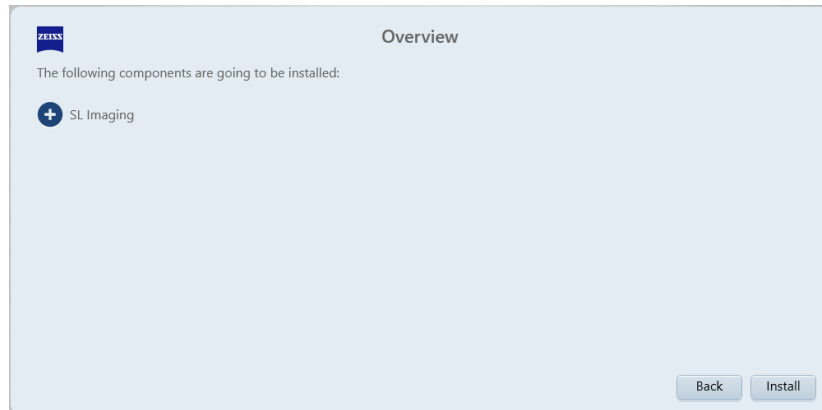 ZEISS
Overview
The following components are going to be installed:
SL Imaging
Back
Install